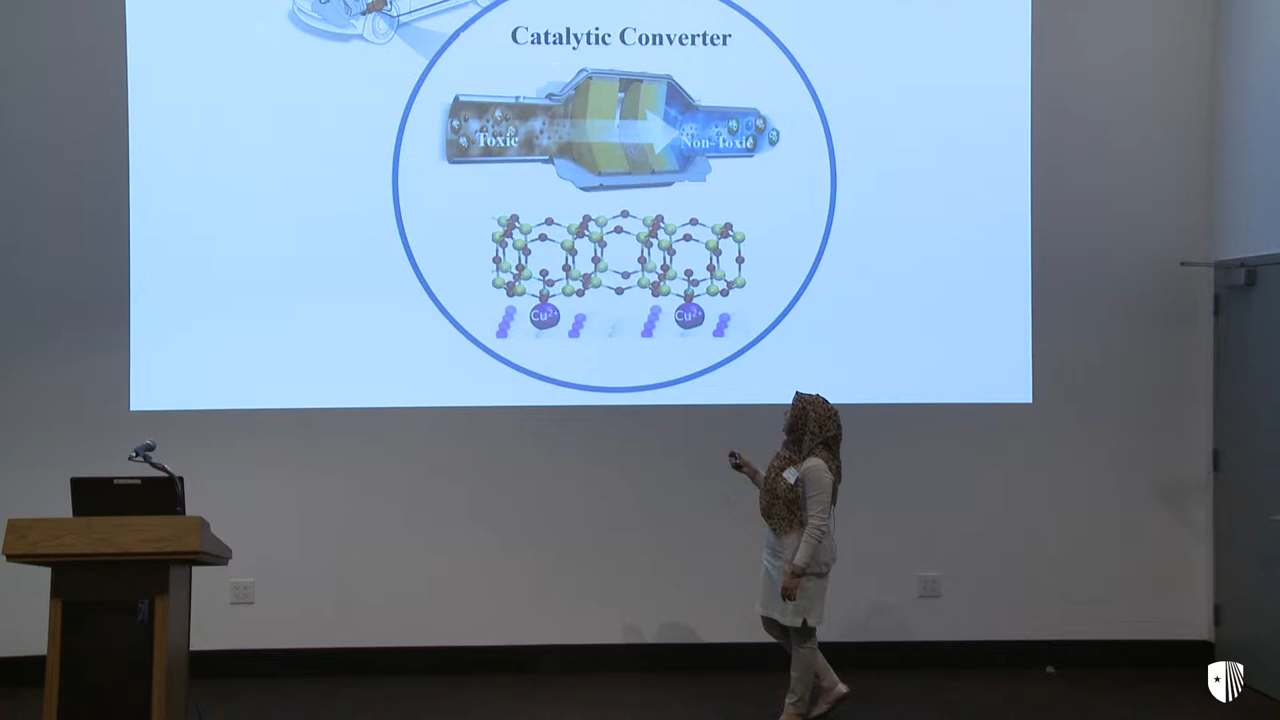 Catalytic Converter
Toxic
Non-Toxic
Cu²⁺
Cu²⁺